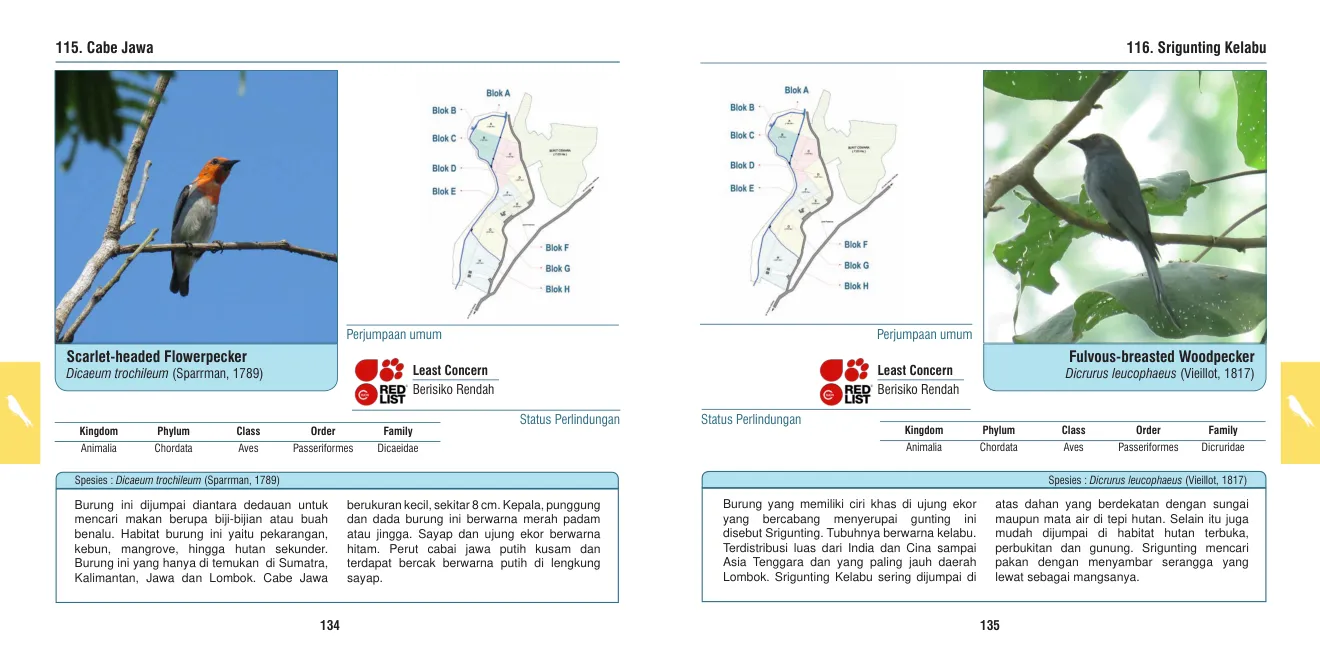 115. Cabe Jawa
Blok A
Blok B
Blok C
Blok D
Blok E
Blok F
Blok G
Blok H
Perjumpaan umum
Scarlet-headed Flowerpecker
Dicaeum trochileum (Sparrman, 1789)
RED LIST
Least Concern
Berisiko Rendah
Status Perlindungan
Kingdom Phylum Class Order Family
Animalia Chordata Aves Passeriformes Dicaeidae
Spesies : Dicaeum trochileum (Sparrman, 1789)
Burung ini dijumpai diantara dedauan untuk
mencari makan berupa biji-bijian atau buah
benalu. Habitat burung ini yaitu pekarangan,
kebun, mangrove, hingga hutan sekunder.
Burung ini yang hanya di temukan di Sumatra,
Kalimantan, Jawa dan Lombok. Cabe Jawa
berukuran kecil, sekitar 8 cm. Kepala, punggung
dan dada burung ini berwarna merah padam
atau jingga. Sayap dan ujung ekor berwarna
hitam. Perut cabai jawa putih kusam dan
terdapat bercak berwarna putih di lengkung
sayap.
134
116. Srigunting Kelabu
Blok A
Blok B
Blok C
Blok D
Blok E
Blok F
Blok G
Blok H
Perjumpaan umum
Fulvous-breasted Woodpecker
Dicrurus leucophaeus (Vieillot, 1817)
RED LIST
Least Concern
Berisiko Rendah
Status Perlindungan
Kingdom Phylum Class Order Family
Animalia Chordata Aves Passeriformes Dicruridae
Spesies : Dicrurus leucophaeus (Vieillot, 1817)
Burung yang memiliki ciri khas di ujung ekor
yang bercabang menyerupai gunting ini
disebut Srigunting. Tubuhnya berwarna kelabu.
Terdistribusi luas dari India dan Cina sampai
Asia Tenggara dan yang paling jauh daerah
Lombok. Srigunting Kelabu sering dijumpai di
atas dahan yang berdekatan dengan sungai
maupun mata air di tepi hutan. Selain itu juga
mudah dijumpai di habitat hutan terbuka,
perbukitan dan gunung. Srigunting mencari
pakan dengan menyambar serangga yang
lewat sebagai mangsanya.
135